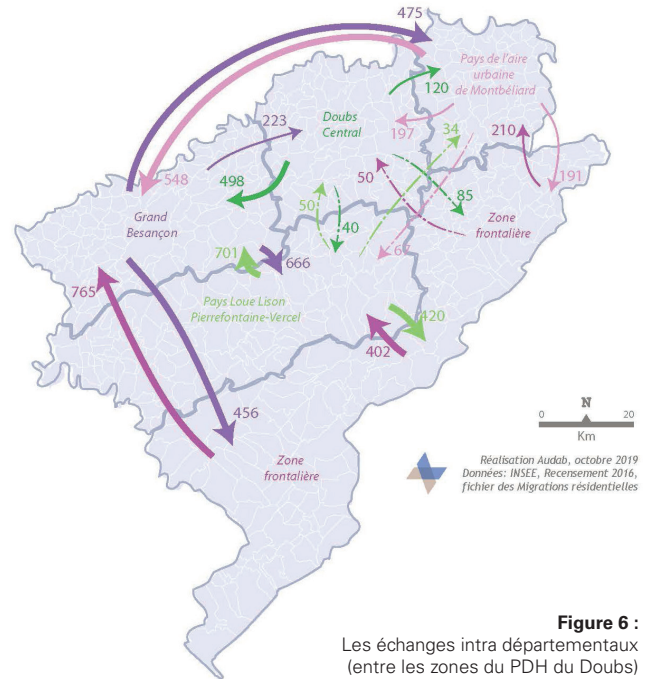 475
Pays de l'aire
urbaine
de Montbéliard
120
Doubs
Central
223
197
34
210
548
498
50
191
Grand
Besançon
50
85
Zone
frontalière
40
701
666
67
765
Pays Loue Lison
Pierrefontaine-Vercel
420
402
456
Zone
frontalière
N
0 20
Km
Réalisation Audab, octobre 2019
Données: INSEE, Recensement 2016,
fichier des Migrations résidentielles
Figure 6 :
Les échanges intra départementaux
(entre les zones du PDH du Doubs)